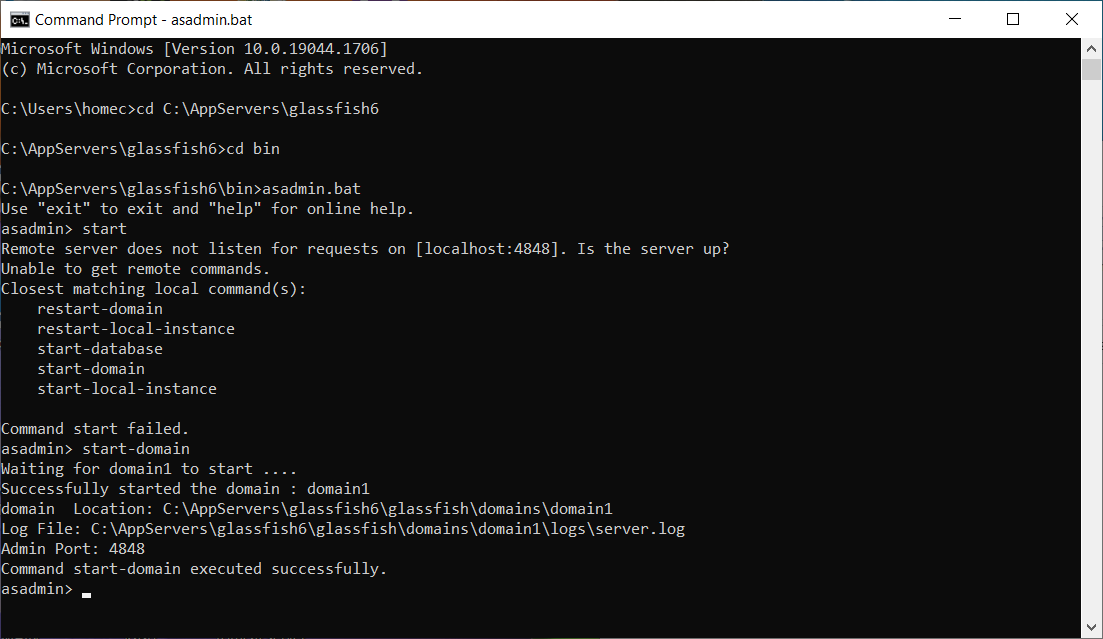 Command Prompt - asadmin.bat
Microsoft Windows [Version 10.0.19044.1706]
(c) Microsoft Corporation. All rights reserved.
C:\Users\homec>cd C:\AppServers\glassfish6
C:\AppServers\glassfish6>cd bin
C:\AppServers\glassfish6\bin>asadmin.bat
Use "exit" to exit and "help" for online help.
asadmin> start
Remote server does not listen for requests on [localhost:4848]. Is the server up?
Unable to get remote commands.
Closest matching local command(s):
    restart-domain
    restart-local-instance
    start-database
    start-domain
    start-local-instance
Command start failed.
asadmin> start-domain
Waiting for domain1 to start ....
Successfully started the domain : domain1
domain  Location: C:\AppServers\glassfish6\glassfish\domains\domain1
Log File: C:\AppServers\glassfish6\glassfish\domains\domain1\logs\server.log
Admin Port: 4848
Command start-domain executed successfully.
asadmin>